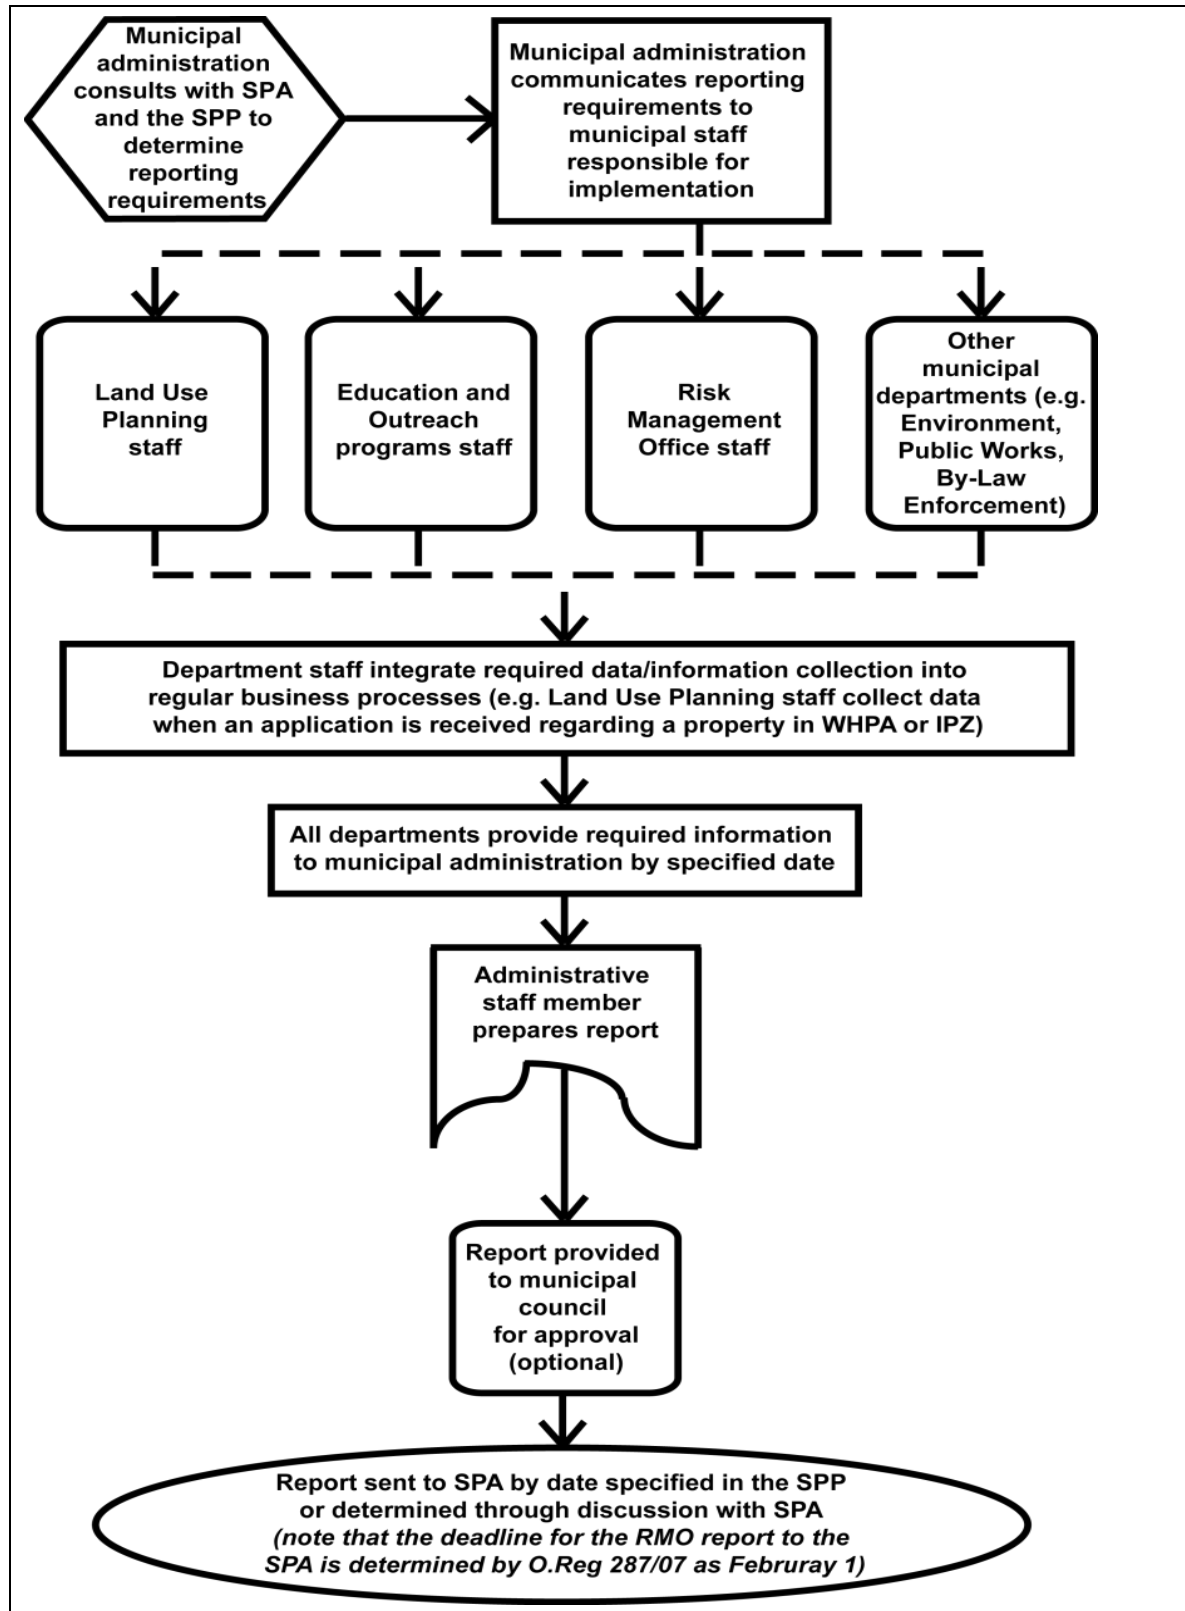 Municipal
administration
consults with SPA
and the SPP to
determine
reporting
requirements
Municipal administration
communicates reporting
requirements to
municipal staff
responsible for
implementation
Land Use
Planning
staff
Education and
Outreach
programs staff
Risk
Management
Office staff
Other
municipal
departments (e.g.
Environment,
Public Works,
By-Law
Enforcement)
Department staff integrate required data/information collection into
regular business processes (e.g. Land Use Planning staff collect data
when an application is received regarding a property in WHPA or IPZ)
All departments provide required information
to municipal administration by specified date
Administrative
staff member
prepares report
Report provided
to municipal
council
for approval
(optional)
Report sent to SPA by date specified in the SPP
or determined through discussion with SPA
(note that the deadline for the RMO report to the
SPA is determined by O.Reg 287/07 as Februray 1)